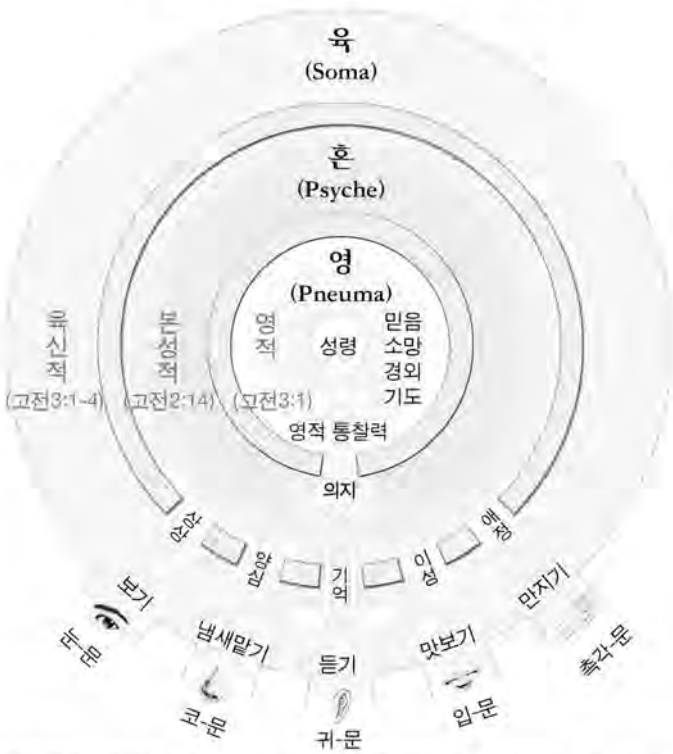 육
(Soma)
혼
(Psyche)
영
(Pneuma)
육신적
(고전3:1-4)
본성적
(고전2:14)
영적
(고전3:1)
성령
믿음
소망
경외
기도
영적 통찰력
의지
상상
양심
기억
이성
애정
보기
눈-문
냄새맡기
코-문
듣기
귀-문
맛보기
입-문
만지기
촉각-문